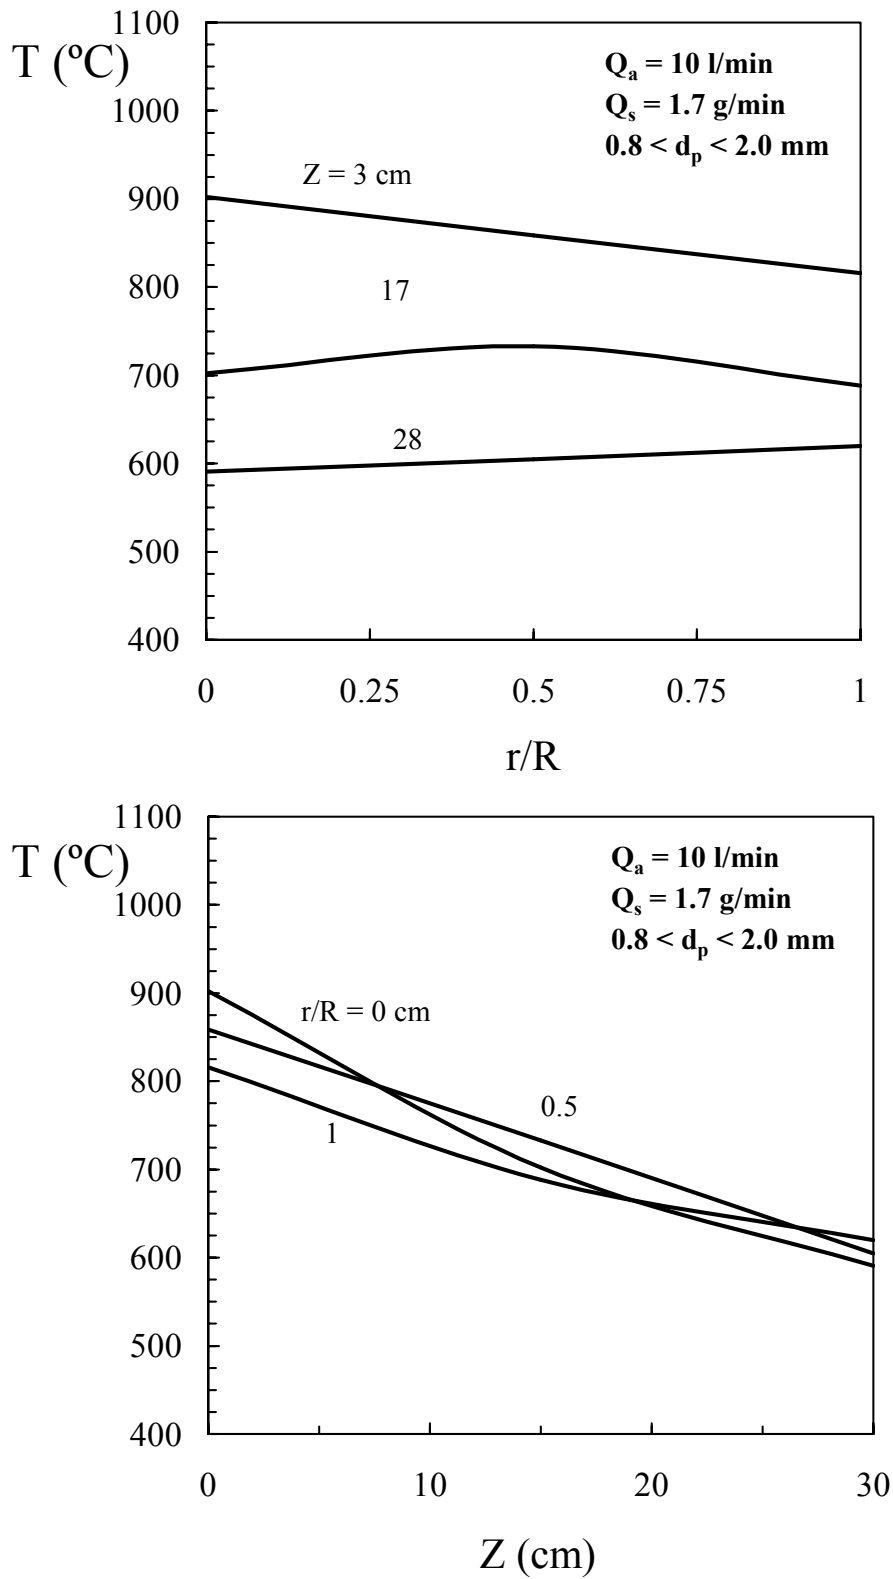 1100
T (ºC)
Qₐ = 10 l/min
Qₛ = 1.7 g/min
0.8 < dₚ < 2.0 mm
1000
Z = 3 cm
900
17
800
700
28
600
500
400
0 0.25 0.5 0.75 1
r/R
1100
T (ºC)
Qₐ = 10 l/min
Qₛ = 1.7 g/min
0.8 < dₚ < 2.0 mm
1000
900
r/R = 0 cm
800
0.5
1
700
600
500
400
0 10 20 30
Z (cm)